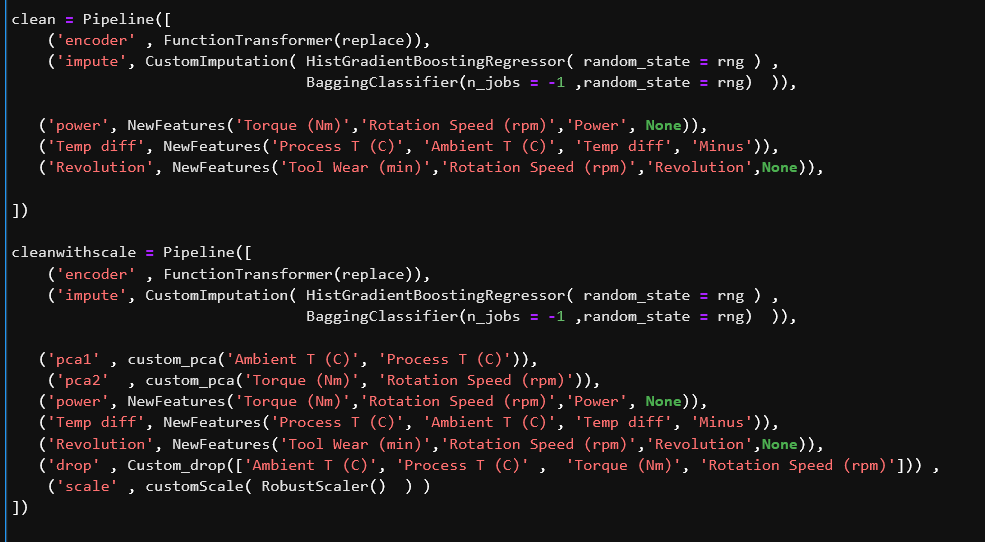 clean = Pipeline([
    ('encoder' , FunctionTransformer(replace)),
    ('impute', CustomImputation( HistGradientBoostingRegressor( random_state = rng ) ,
                                 BaggingClassifier(n_jobs = -1 ,random_state = rng)  )),
   ('power', NewFeatures('Torque (Nm)','Rotation Speed (rpm)','Power', None)),
   ('Temp diff', NewFeatures('Process T (C)', 'Ambient T (C)', 'Temp diff', 'Minus')),
   ('Revolution', NewFeatures('Tool Wear (min)','Rotation Speed (rpm)','Revolution',None)),
])
cleanwithscale = Pipeline([
    ('encoder' , FunctionTransformer(replace)),
    ('impute', CustomImputation( HistGradientBoostingRegressor( random_state = rng ) ,
                                 BaggingClassifier(n_jobs = -1 ,random_state = rng)  )),
   ('pca1' , custom_pca('Ambient T (C)', 'Process T (C)')),
    ('pca2'  , custom_pca('Torque (Nm)', 'Rotation Speed (rpm)')),
   ('power', NewFeatures('Torque (Nm)','Rotation Speed (rpm)','Power', None)),
   ('Temp diff', NewFeatures('Process T (C)', 'Ambient T (C)', 'Temp diff', 'Minus')),
   ('Revolution', NewFeatures('Tool Wear (min)','Rotation Speed (rpm)','Revolution',None)),
   ('drop' , Custom_drop(['Ambient T (C)', 'Process T (C)' ,  'Torque (Nm)', 'Rotation Speed (rpm)'])) ,
    ('scale' , customScale( RobustScaler()  ) )
])